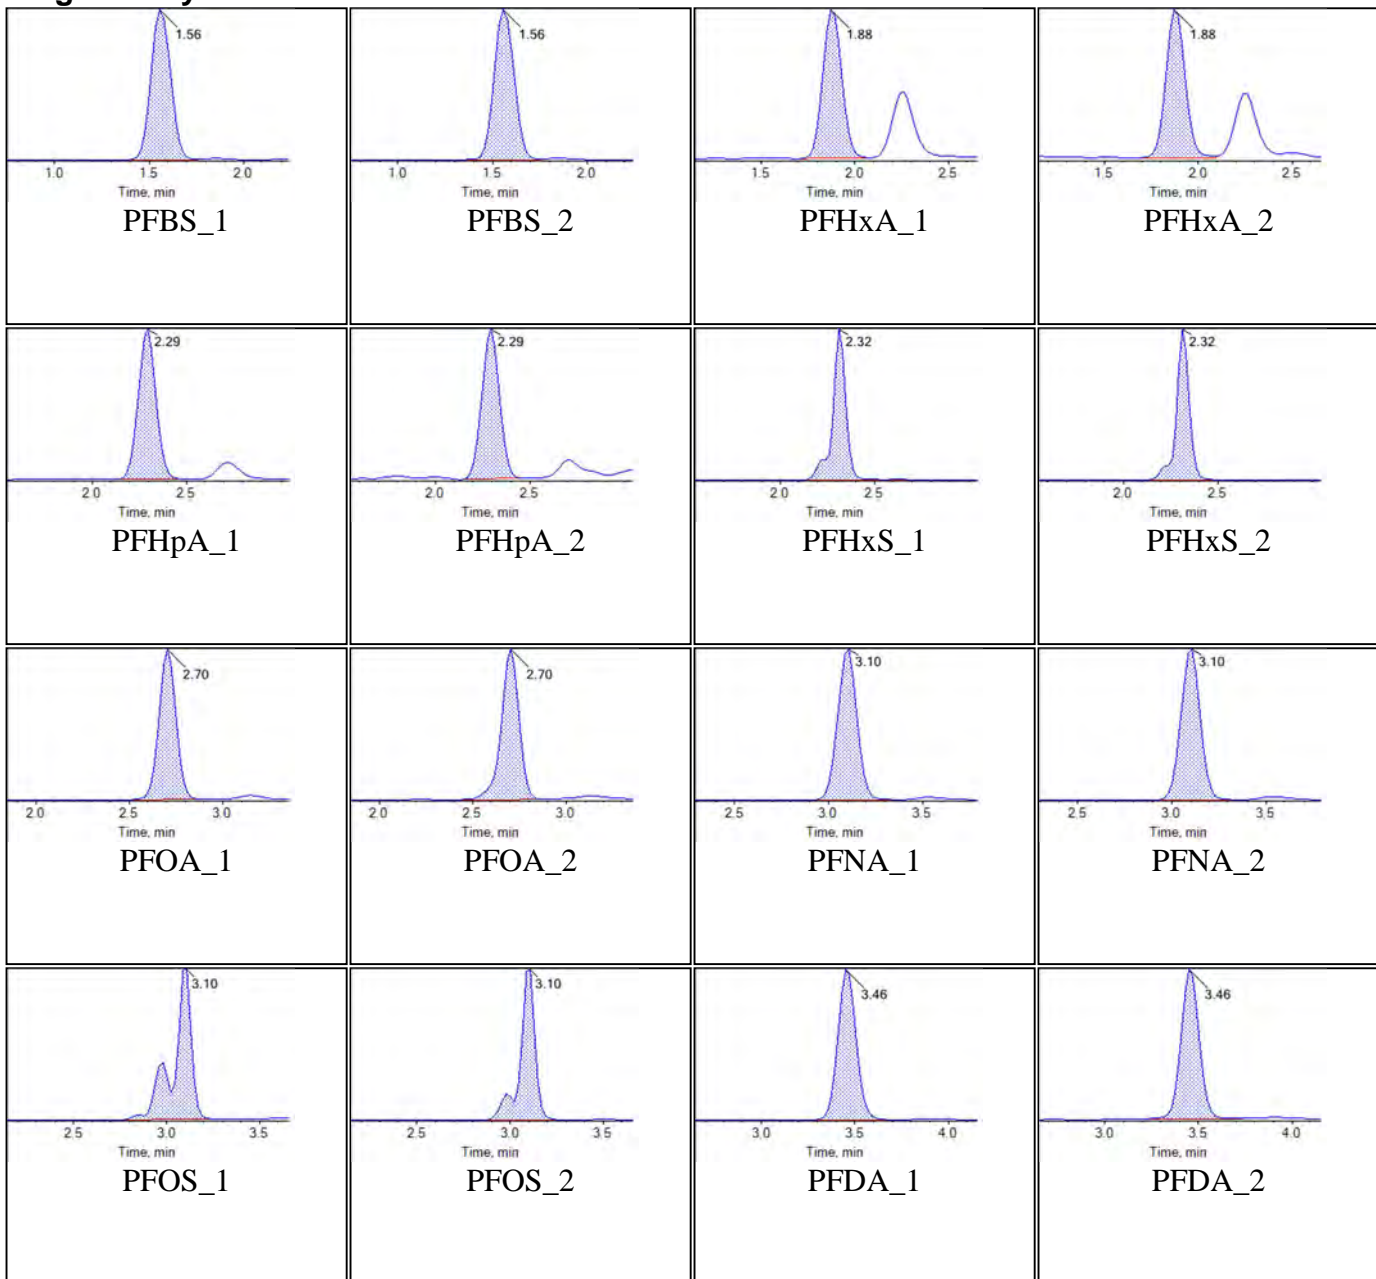 1.56 1.56 1.88 1.88
1.0 1.5 2.0 1.0 1.5 2.0 1.5 2.0 2.5 1.5 2.0 2.5
Time, min Time, min Time, min Time, min
PFBS_1 PFBS_2 PFHxA_1 PFHxA_2
2.29 2.29 2.32 2.32
2.0 2.5 2.0 2.5 2.0 2.5 2.0 2.5
Time, min Time, min Time, min Time, min
PFHpA_1 PFHpA_2 PFHxS_1 PFHxS_2
2.70 2.70 3.10 3.10
2.0 2.5 3.0 2.0 2.5 3.0 2.5 3.0 3.5 2.5 3.0 3.5
Time, min Time, min Time, min Time, min
PFOA_1 PFOA_2 PFNA_1 PFNA_2
3.10 3.10 3.46 3.46
2.5 3.0 3.5 2.5 3.0 3.5 3.0 3.5 4.0 3.0 3.5 4.0
Time, min Time, min Time, min Time, min
PFOS_1 PFOS_2 PFDA_1 PFDA_2